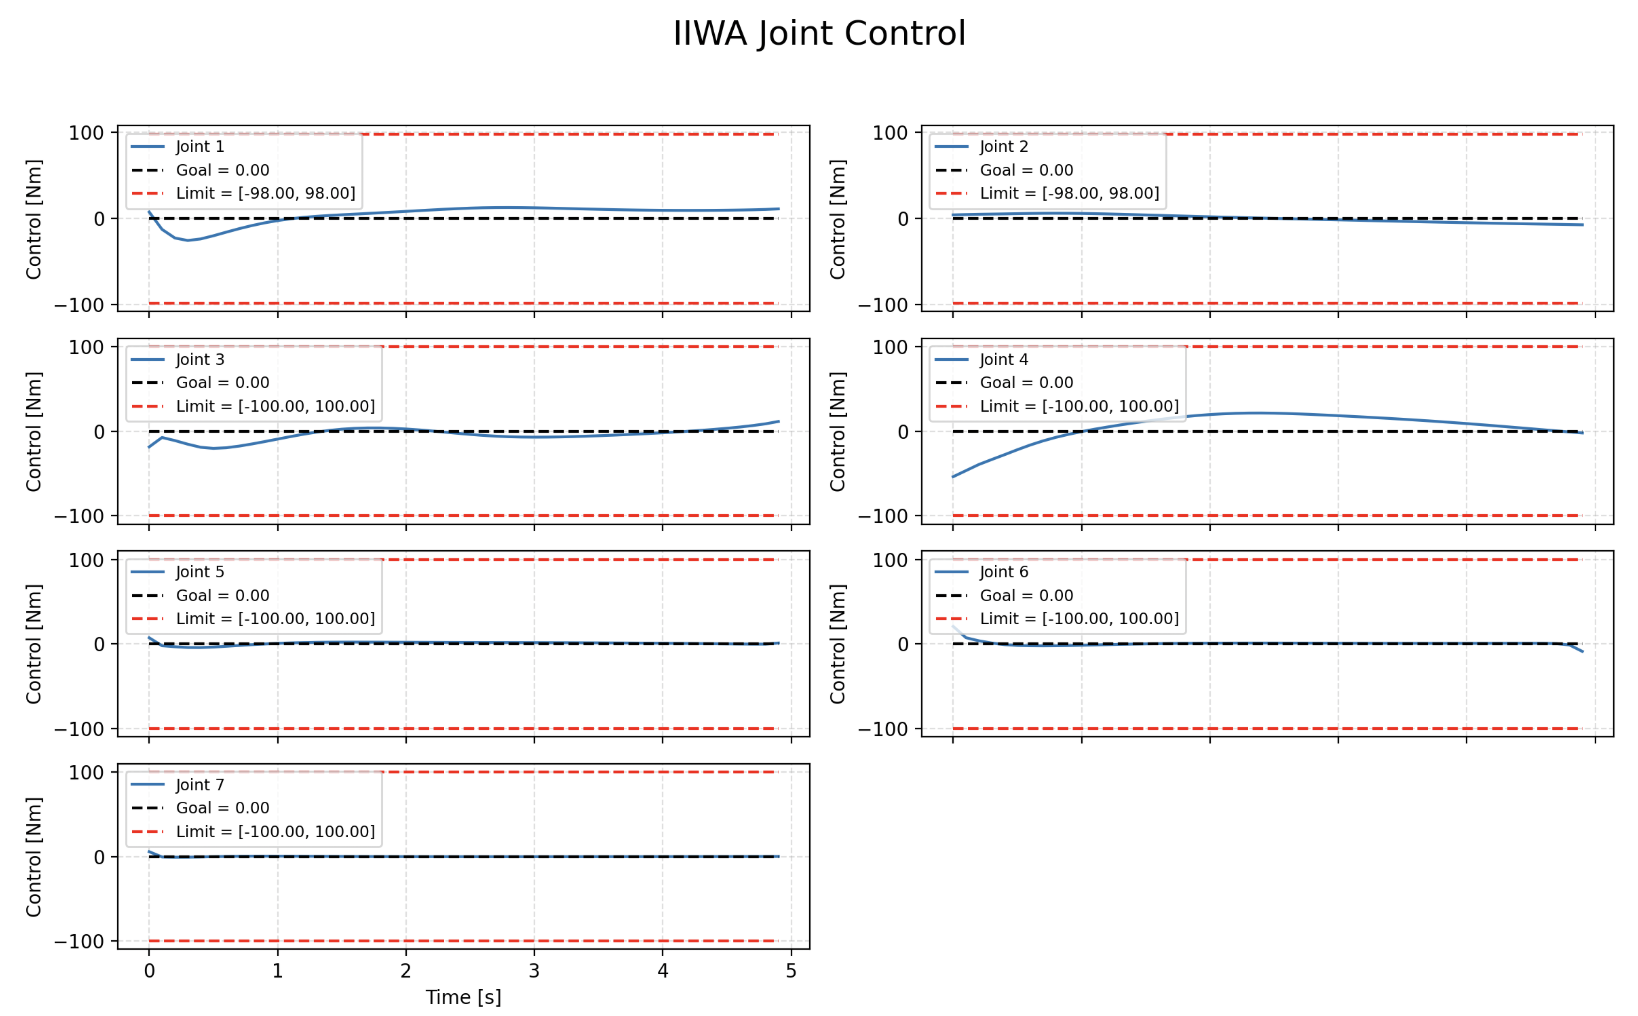 IIWA Joint Control
Control [Nm]
100
0
−100
Joint 1
Goal = 0.00
Limit = [-98.00, 98.00]
Control [Nm]
100
0
−100
Joint 2
Goal = 0.00
Limit = [-98.00, 98.00]
Control [Nm]
100
0
−100
Joint 3
Goal = 0.00
Limit = [-100.00, 100.00]
Control [Nm]
100
0
−100
Joint 4
Goal = 0.00
Limit = [-100.00, 100.00]
Control [Nm]
100
0
−100
Joint 5
Goal = 0.00
Limit = [-100.00, 100.00]
Control [Nm]
100
0
−100
Joint 6
Goal = 0.00
Limit = [-100.00, 100.00]
Control [Nm]
100
0
−100
Joint 7
Goal = 0.00
Limit = [-100.00, 100.00]
0 1 2 3 4 5
Time [s]